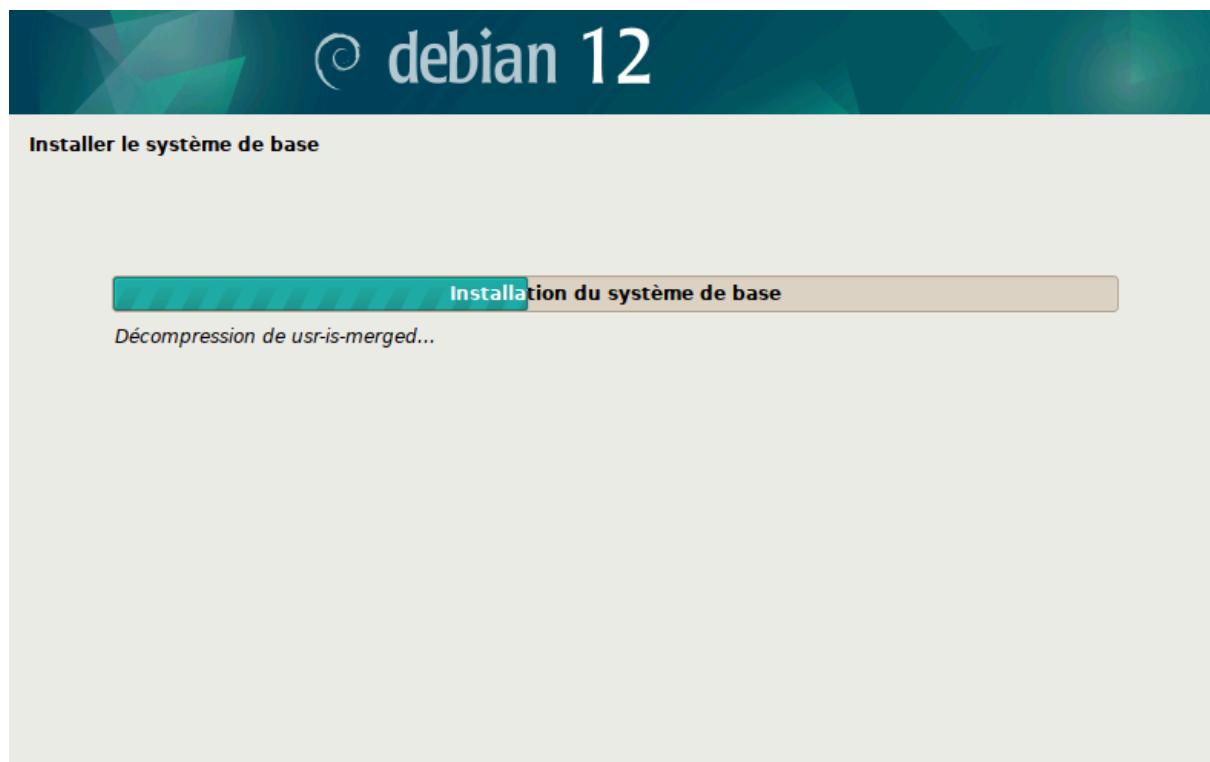 debian 12
Installer le système de base
Installation du système de base
Décompression de usr-is-merged...